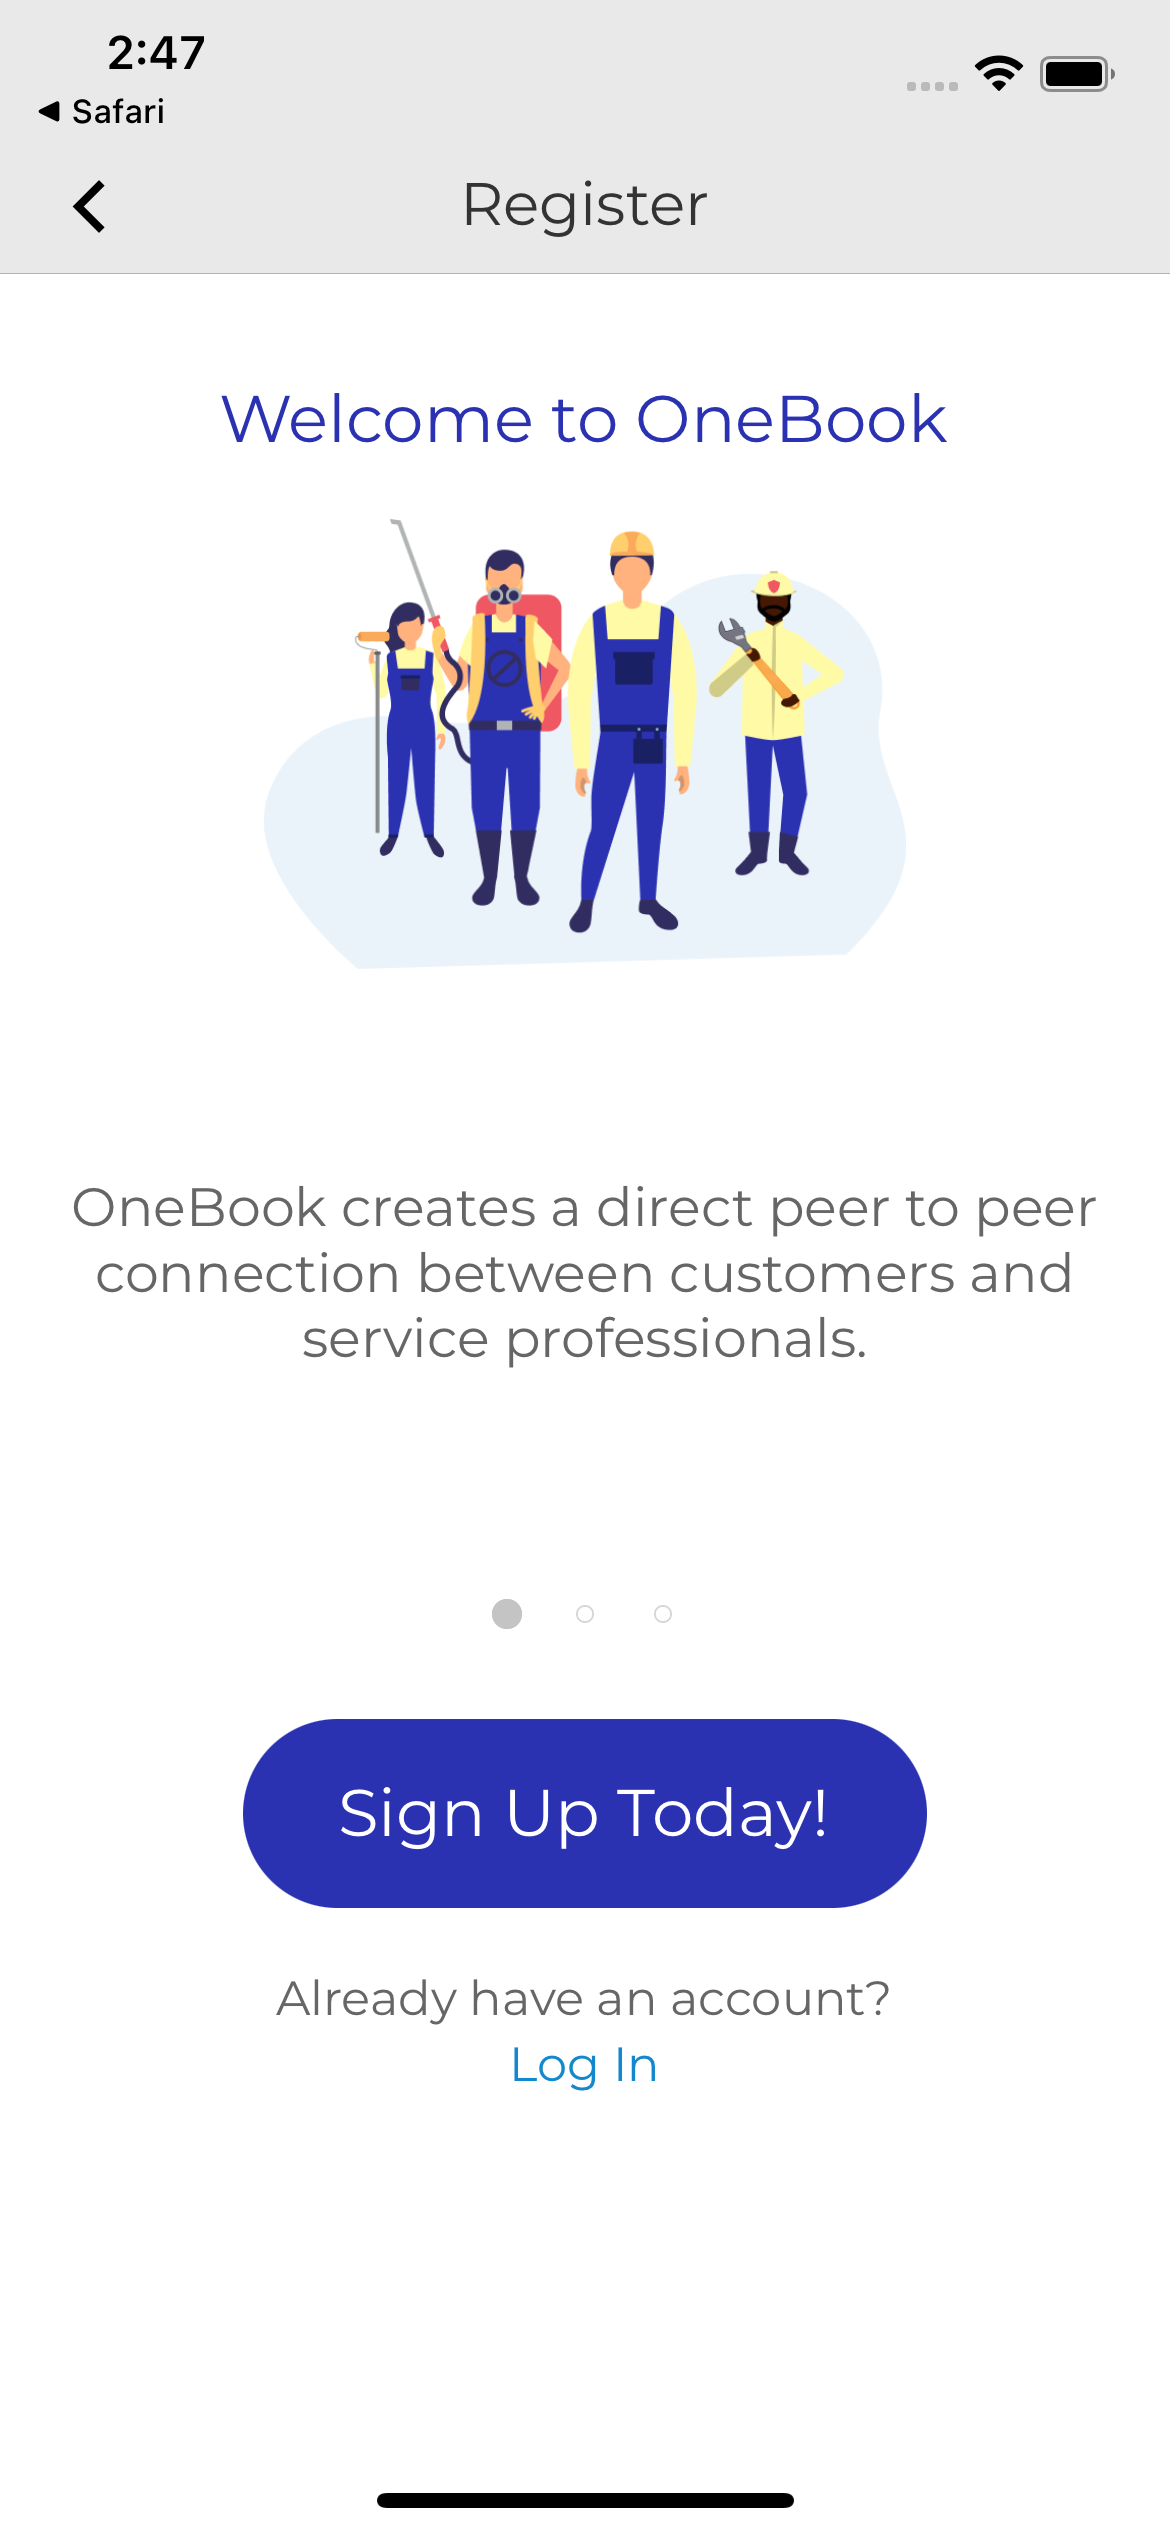 2:47
Safari
Register
Welcome to OneBook
OneBook creates a direct peer to peer
connection between customers and
service professionals.
Sign Up Today!
Already have an account?
Log In